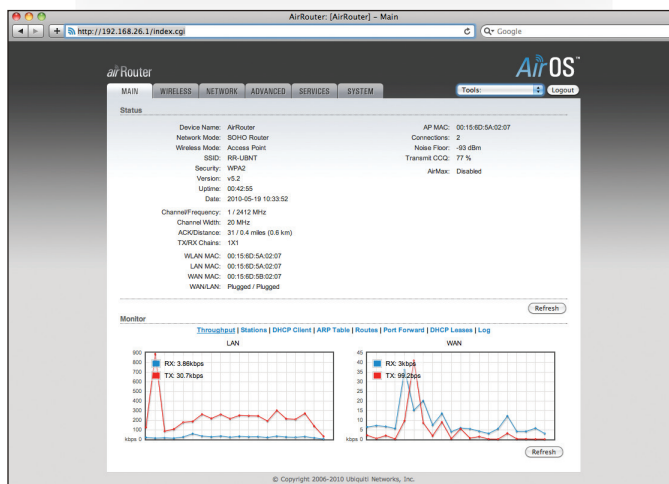 AirRouter: [AirRouter] – Main
http://192.168.26.1/index.cgi
Google
airRouter
AirOS™
MAIN WIRELESS NETWORK ADVANCED SERVICES SYSTEM
Tools:
Logout
Status
Device Name: AirRouter
Network Mode: SOHO Router
Wireless Mode: Access Point
SSID: RR-UBNT
Security: WPA2
Version: v5.2
Uptime: 00:42:55
Date: 2010-05-19 10:33:52
Channel/Frequency: 1 / 2412 MHz
Channel Width: 20 MHz
ACK/Distance: 31 / 0.4 miles (0.6 km)
TX/RX Chains: 1X1
WLAN MAC: 00:15:6D:5A:02:07
LAN MAC: 00:15:6D:5A:02:07
WAN MAC: 00:15:6D:5B:02:07
WAN/LAN: Plugged / Plugged
AP MAC: 00:15:6D:5A:02:07
Connections: 2
Noise Floor: -93 dBm
Transmit CCQ: 77 %
AirMax: Disabled
Refresh
Monitor
Throughput | Stations | DHCP Client | ARP Table | Routes | Port Forward | DHCP Leases | Log
LAN
900
800
700
600
500
400
300
200
100
kbps 0
RX: 3.86kbps
TX: 30.7kbps
WAN
45
40
35
30
25
20
15
10
5
kbps 0
RX: 3kbps
TX: 99.2bps
Refresh
© Copyright 2006-2010 Ubiquiti Networks, Inc.